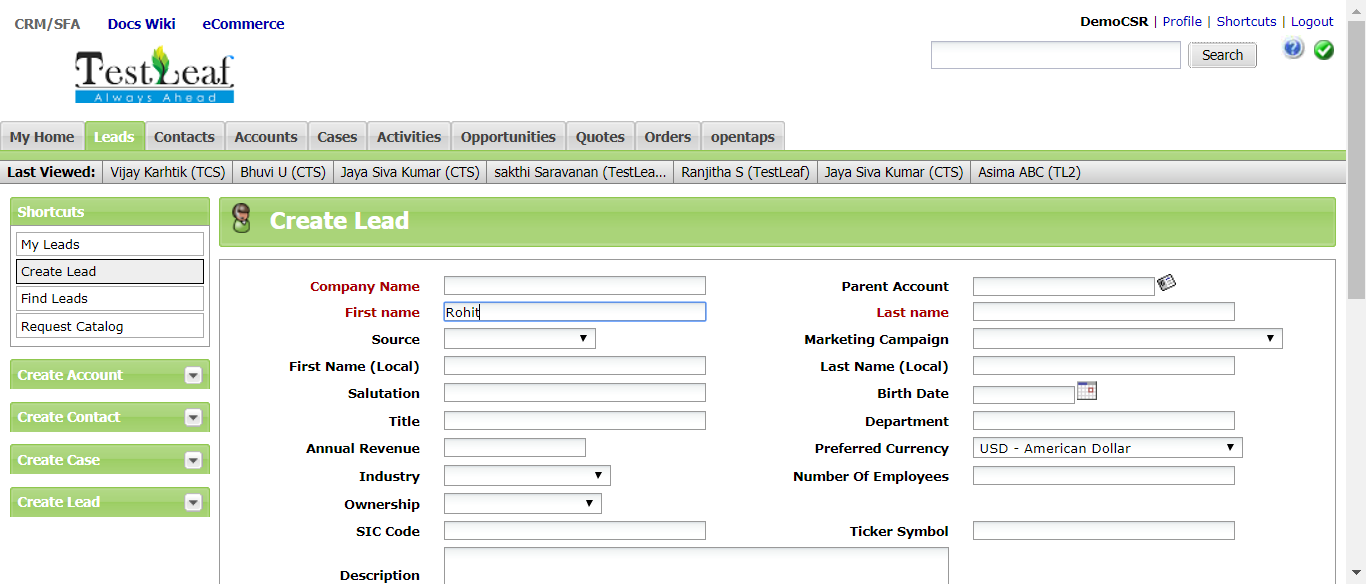 CRM/SFA Docs Wiki eCommerce
DemoCSR | Profile | Shortcuts | Logout
TestLeaf
Always Ahead
Search
My Home Leads Contacts Accounts Cases Activities Opportunities Quotes Orders opentaps
Last Viewed: Vijay Karhtik (TCS) Bhuvi U (CTS) Jaya Siva Kumar (CTS) sakthi Saravanan (TestLea... Ranjitha S (TestLeaf) Jaya Siva Kumar (CTS) Asima ABC (TL2)
Shortcuts
My Leads
Create Lead
Find Leads
Request Catalog
Create Account
Create Contact
Create Case
Create Lead
Create Lead
Company Name Parent Account
First name Rohit Last name
Source Marketing Campaign
First Name (Local) Last Name (Local)
Salutation Birth Date
Title Department
Annual Revenue Preferred Currency USD - American Dollar
Industry Number Of Employees
Ownership
SIC Code Ticker Symbol
Description